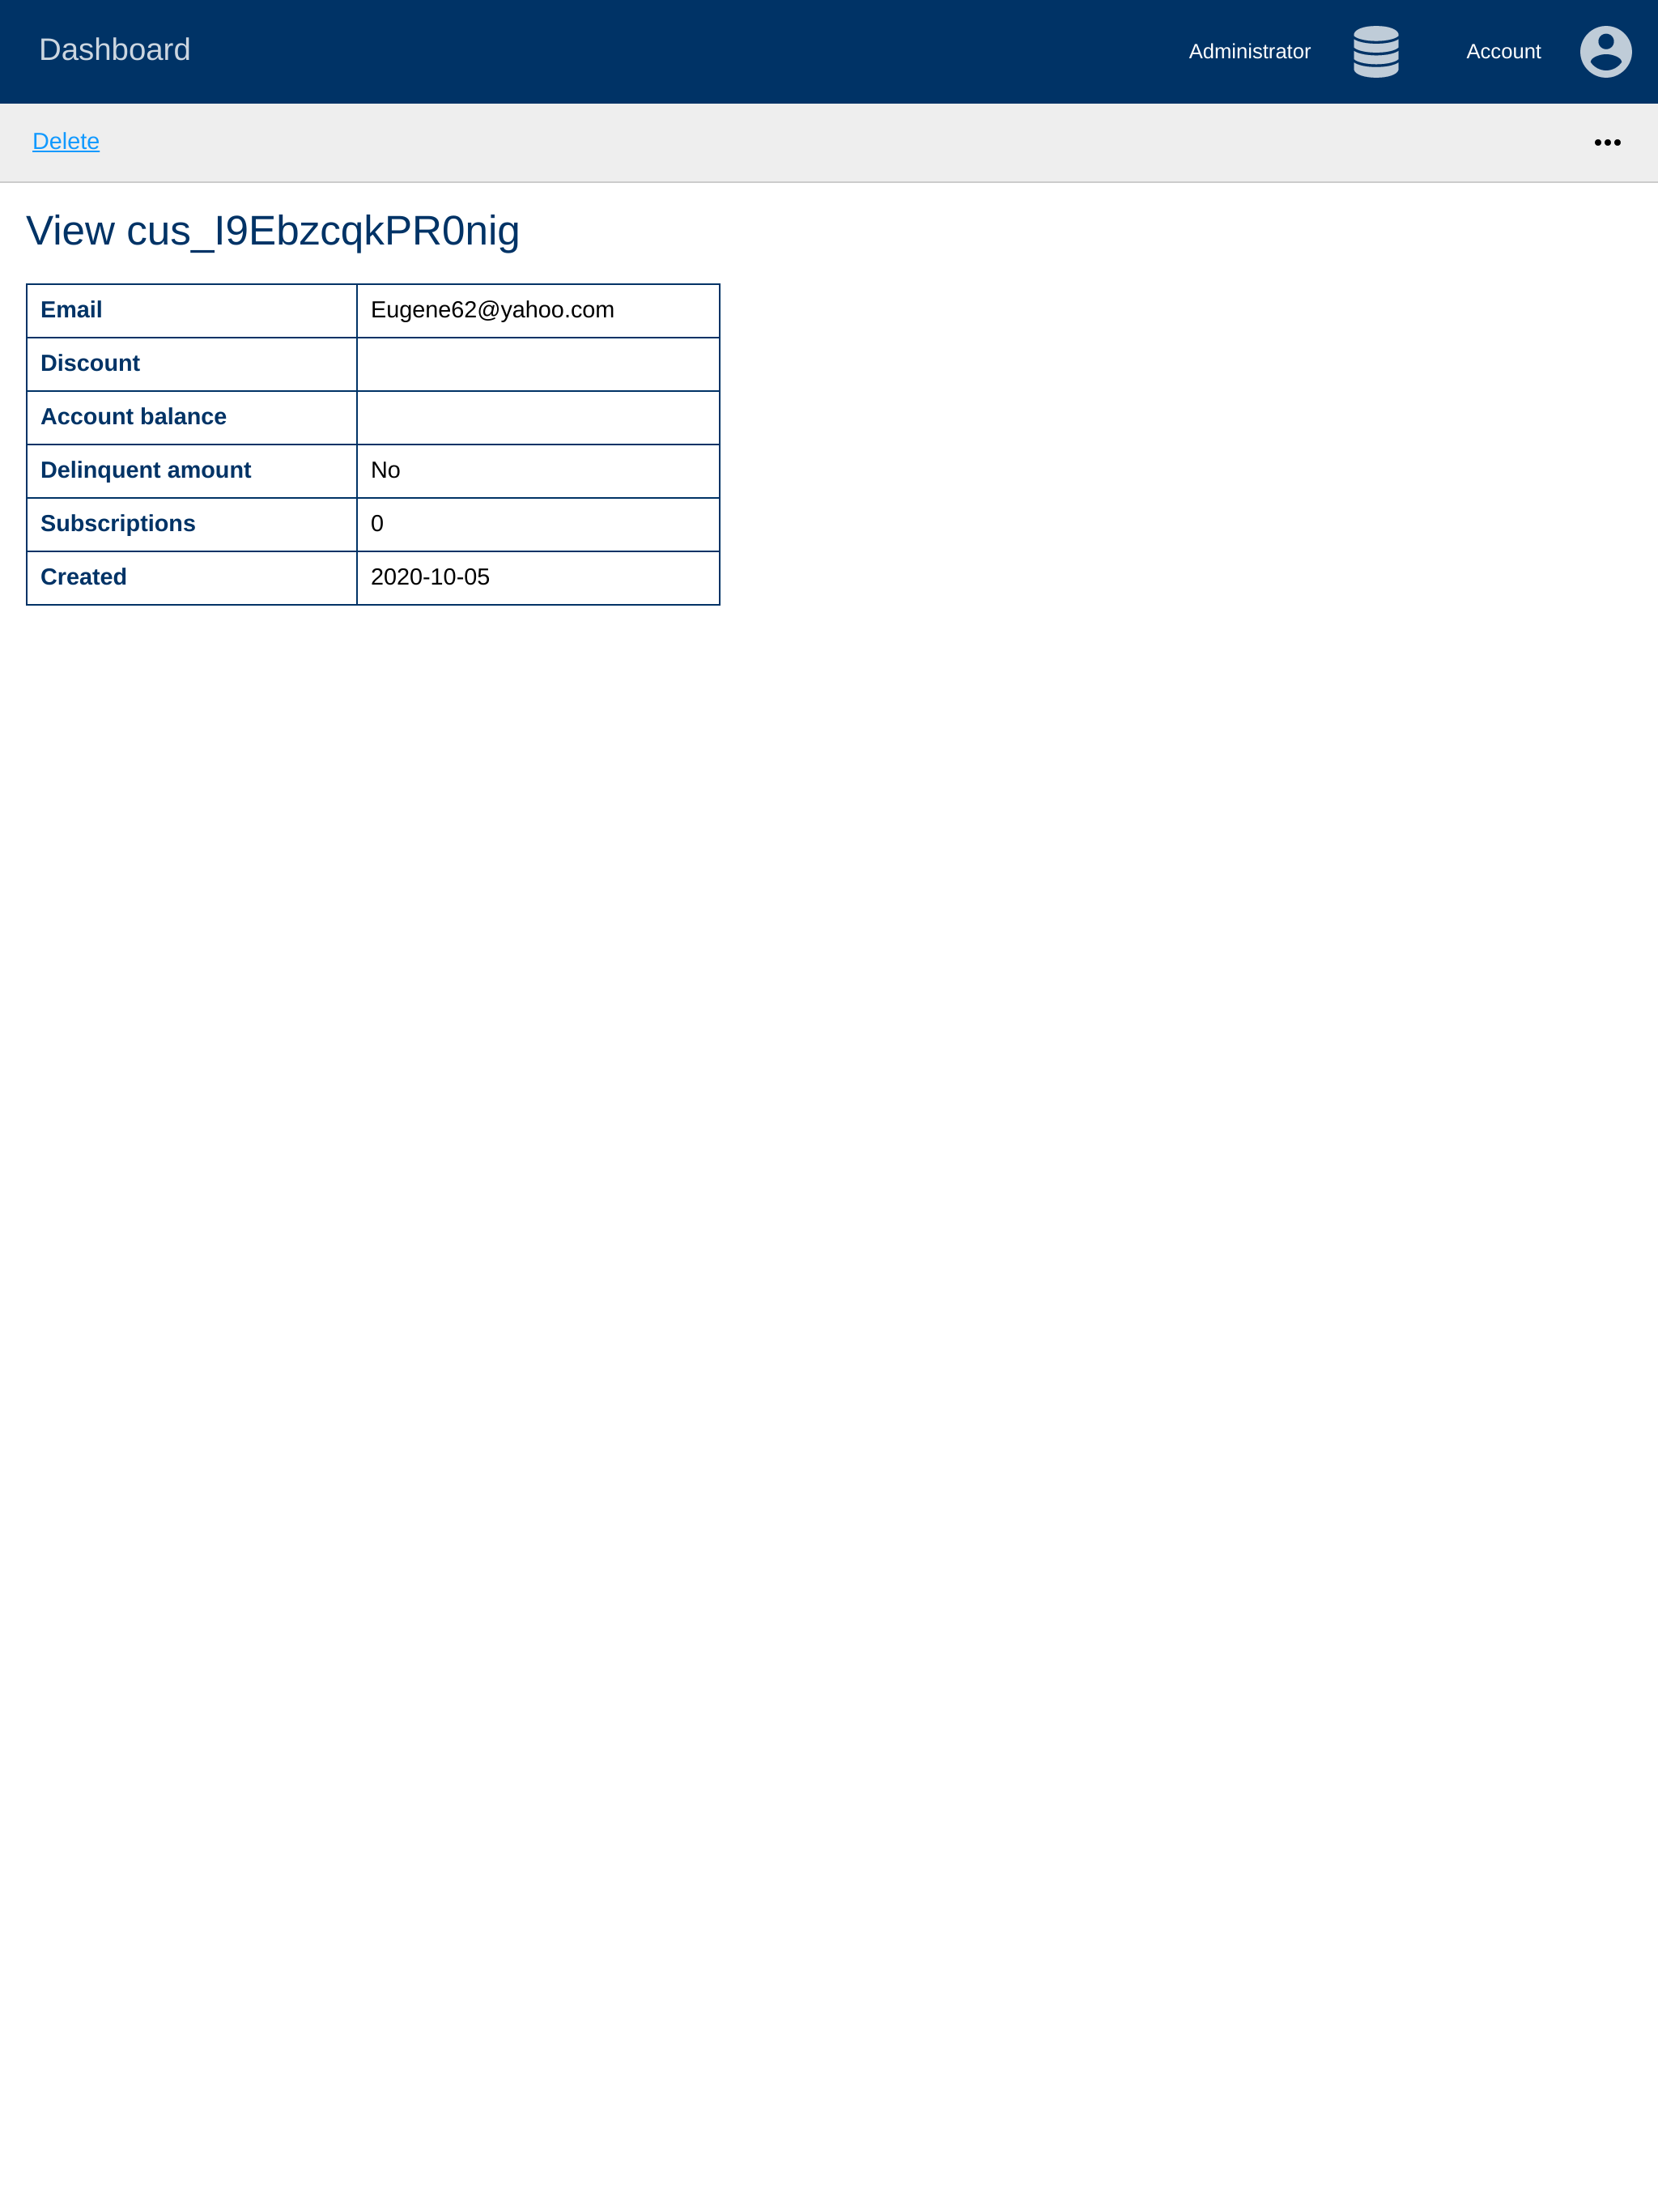 Dashboard
Administrator
Account
Delete
View cus_I9EbzcqkPR0nig
Email Eugene62@yahoo.com
Discount
Account balance
Delinquent amount No
Subscriptions 0
Created 2020-10-05